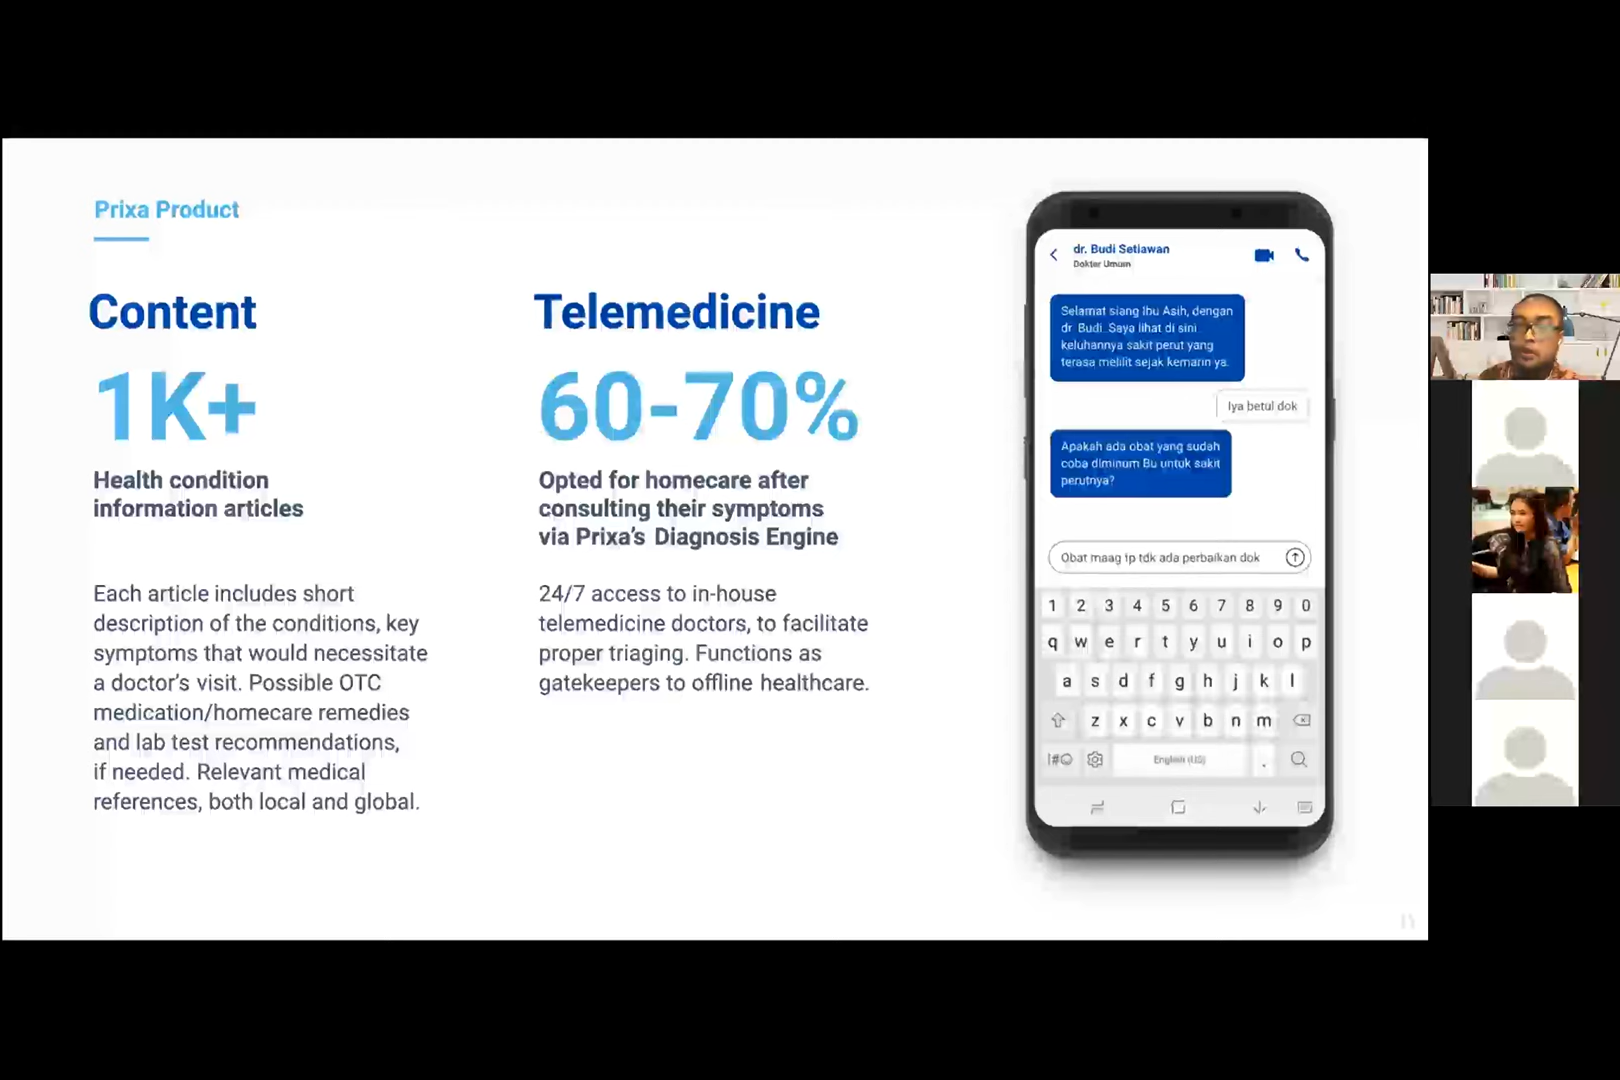 Prixa Product
Content
1K+
Health condition
information articles
Each article includes short
description of the conditions, key
symptoms that would necessitate
a doctor's visit. Possible OTC
medication/homecare remedies
and lab test recommendations,
if needed. Relevant medical
references, both local and global.
Telemedicine
60-70%
Opted for homecare after
consulting their symptoms
via Prixa's Diagnosis Engine
24/7 access to in-house
telemedicine doctors, to facilitate
proper triaging. Functions as
gatekeepers to offline healthcare.
dr. Budi Setiawan
Dokter Umum
Selamat siang Ibu Asih, dengan
dr Budi. Saya lihat di sini
keluhannya sakit perut yang
terasa melilit sejak kemarin ya.
Iya betul dok
Apakah ada obat yang sudah
coba diminum Bu untuk sakit
perutnya?
Obat maag tp tdk ada perbaikan dok
1 2 3 4 5 6 7 8 9 0
q w e r t y u i o p
a s d f g h j k l
z x c v b n m
!#☺ English (US) .